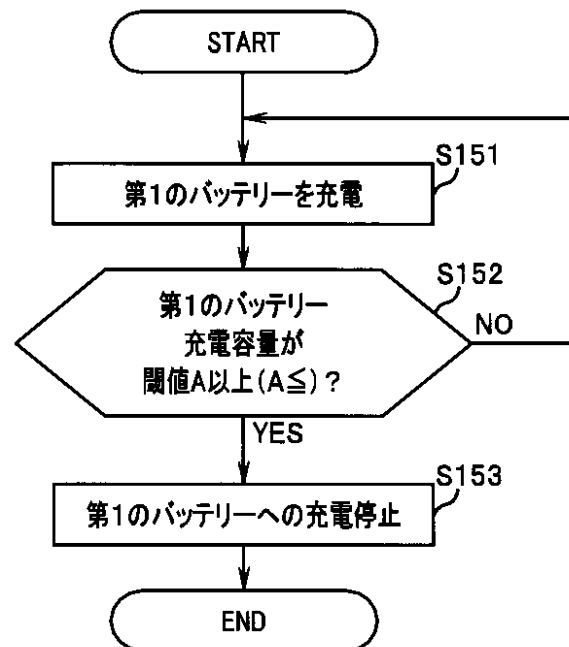 START
S151
第1のバッテリーを充電
S152
第1のバッテリー
充電容量が
閾値A以上(A≦)?
NO
YES
S153
第1のバッテリーへの充電停止
END